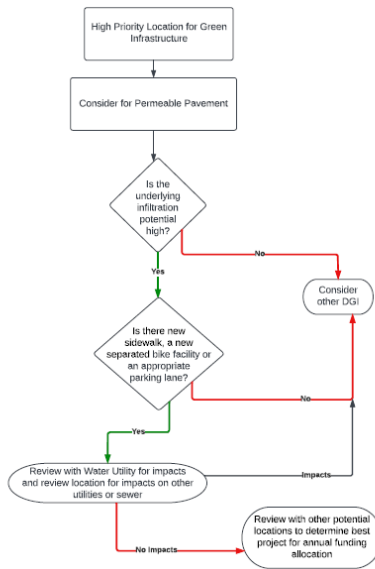 High Priority Location for Green
Infrastructure
Consider for Permeable Pavement
Is the
underlying
infiltration
potential
high?
No
Yes
Consider
other DGI
Is there new
sidewalk, a new
separated bike facility or
an appropriate
parking lane?
No
Yes
Review with Water Utility for impacts
and review location for impacts on other
utilities or sewer
Impacts
No Impacts
Review with other potential
locations to determine best
project for annual funding
allocation